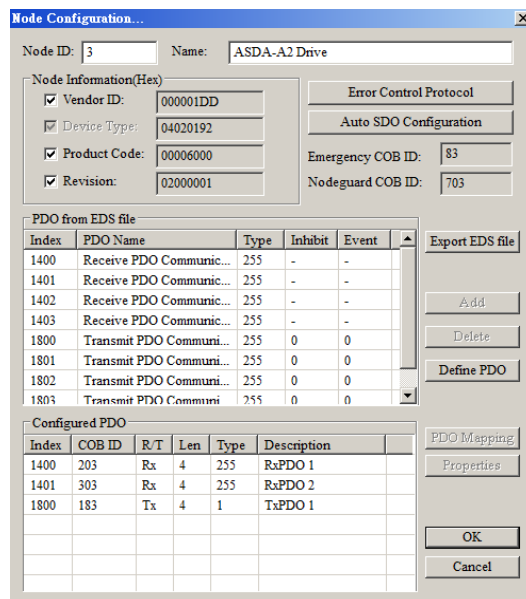 Node Configuration...
Node ID: 3 Name: ASDA-A2 Drive
Node Information(Hex)
Vendor ID: 000001DD
Device Type: 04020192
Product Code: 00006000
Revision: 02000001
Error Control Protocol
Auto SDO Configuration
Emergency COB ID: 83
Nodeguard COB ID: 703
PDO from EDS file
Index PDO Name Type Inhibit Event
1400 Receive PDO Communic... 255 - -
1401 Receive PDO Communic... 255 - -
1402 Receive PDO Communic... 255 - -
1403 Receive PDO Communic... 255 - -
1800 Transmit PDO Communi... 255 0 0
1801 Transmit PDO Communi... 255 0 0
1802 Transmit PDO Communi... 255 0 0
1803 Transmit PDO Communi... 255 0 0
Export EDS file
Add
Delete
Define PDO
Configured PDO
Index COB ID R/T Len Type Description
1400 203 Rx 4 255 RxPDO 1
1401 303 Rx 4 255 RxPDO 2
1800 183 Tx 4 1 TxPDO 1
PDO Mapping
Properties
OK
Cancel